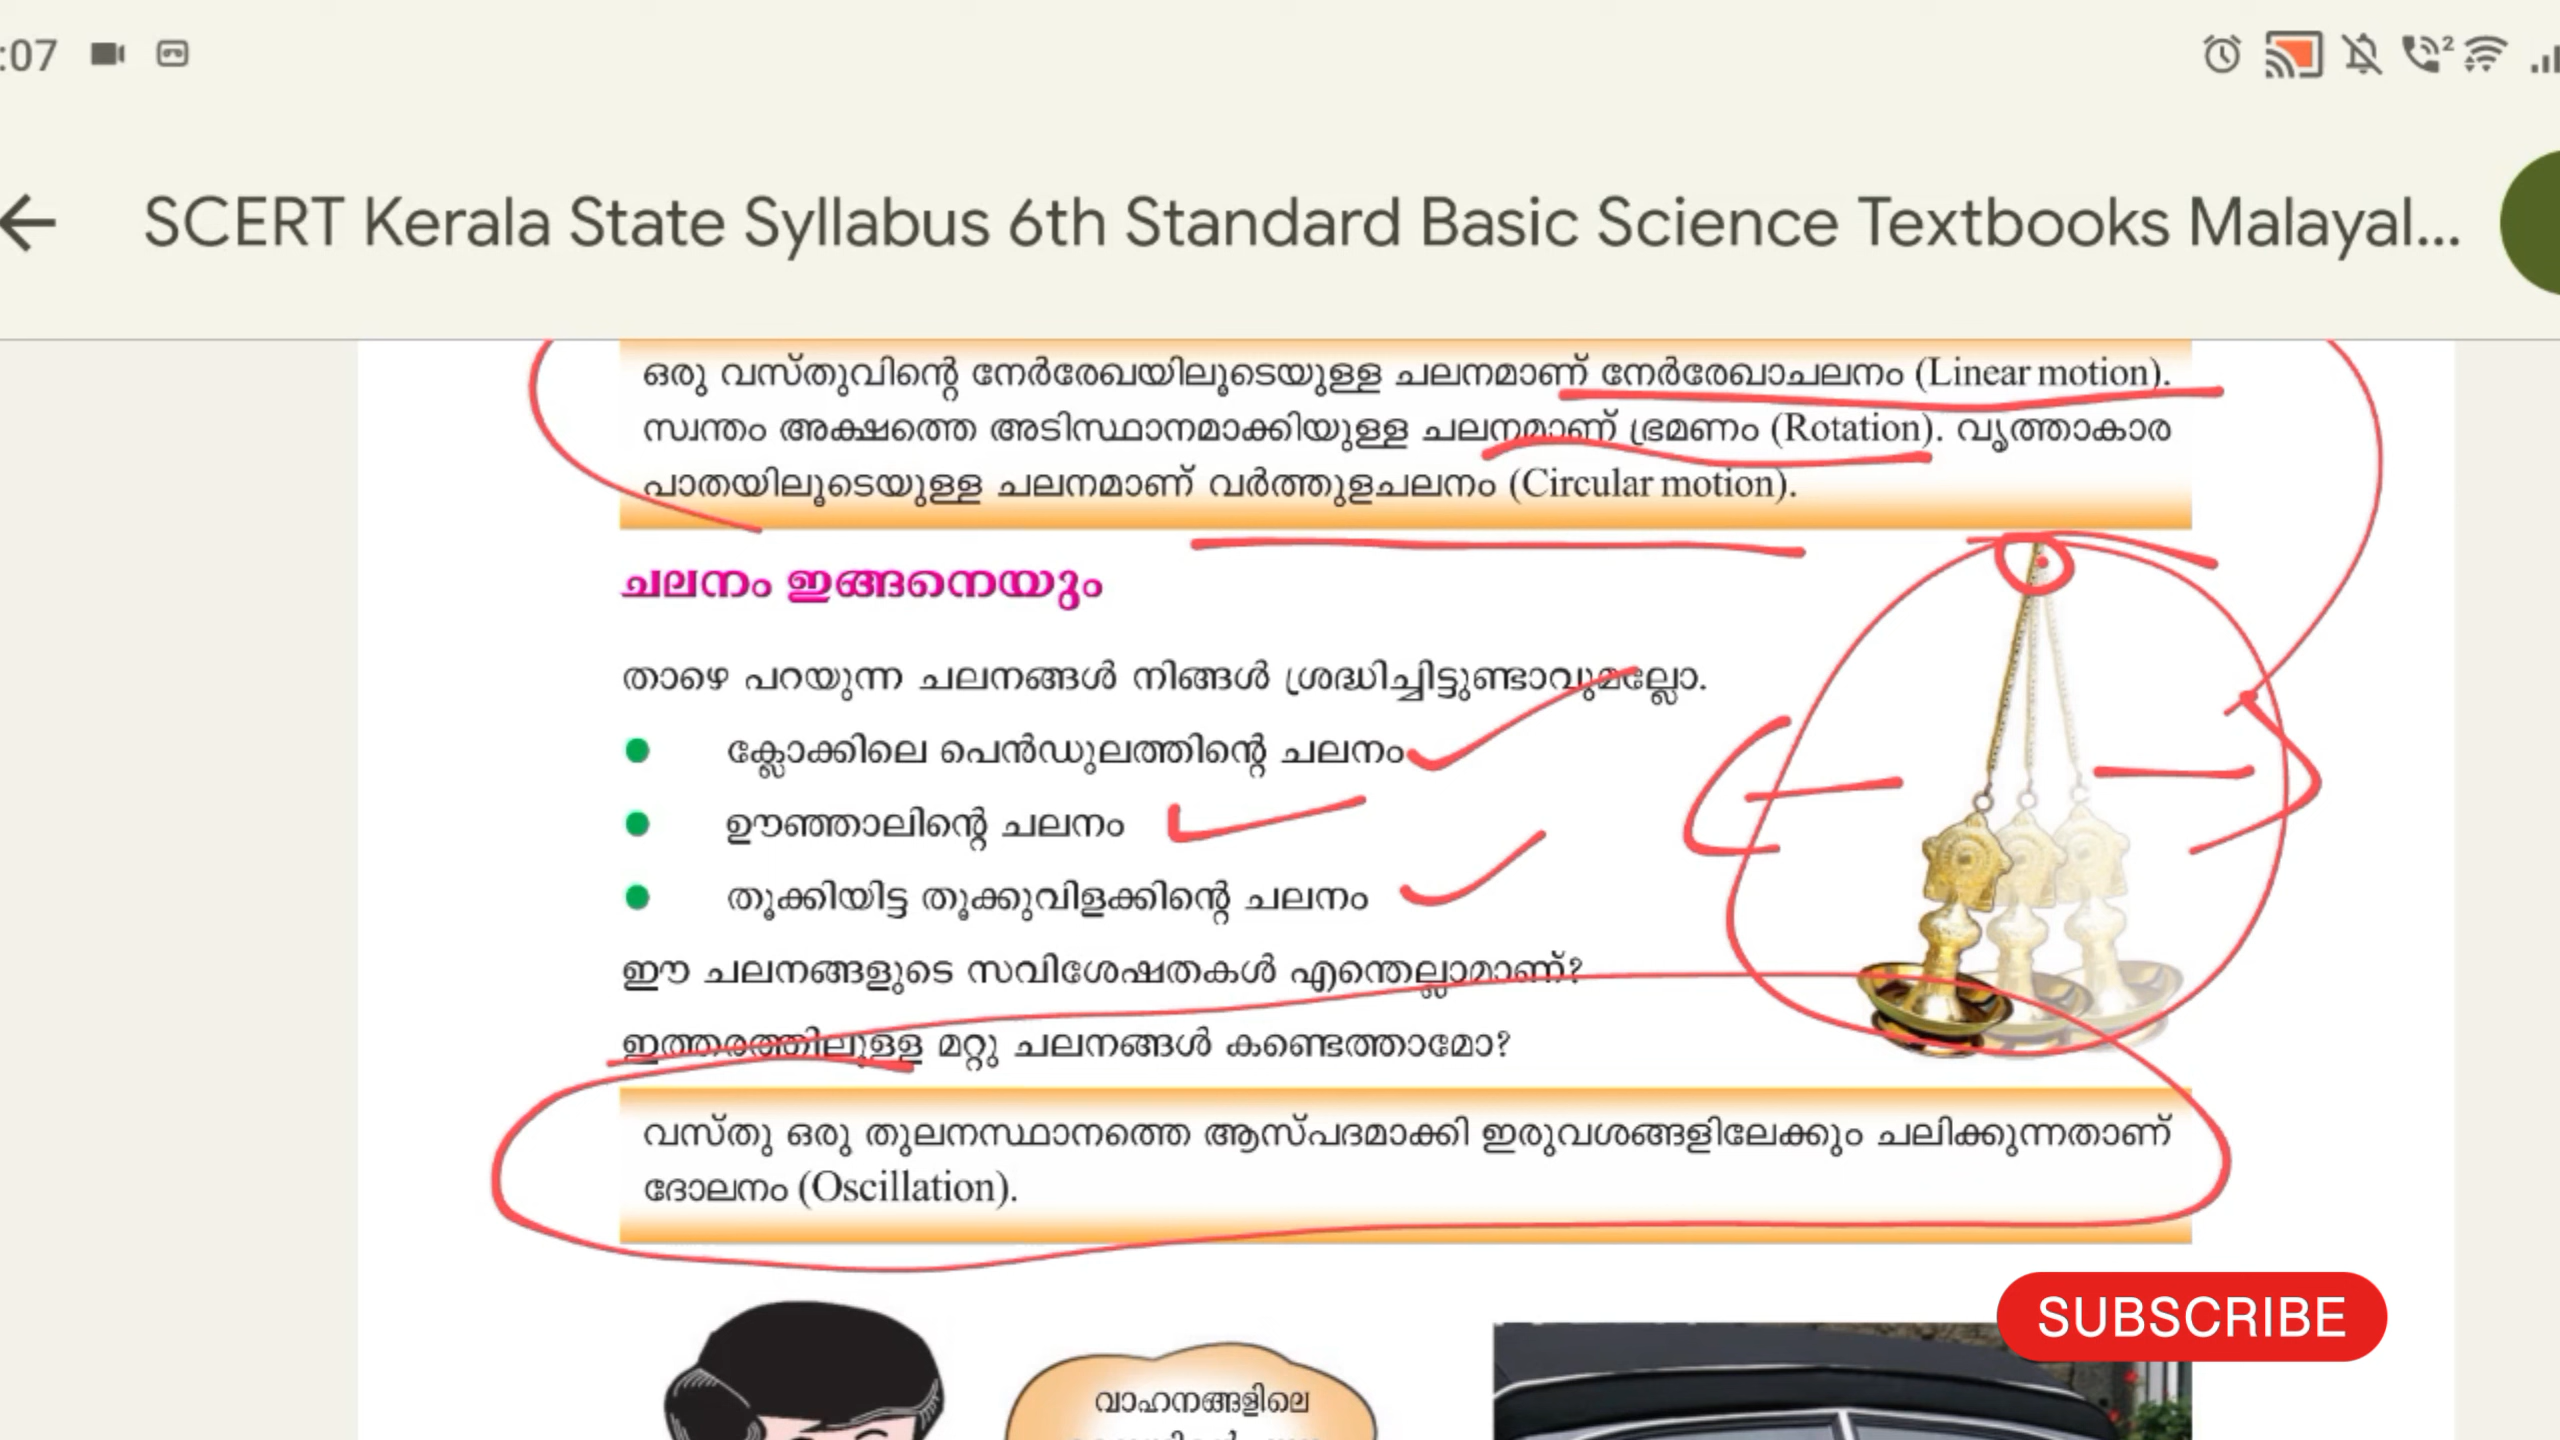 :07
SCERT Kerala State Syllabus 6th Standard Basic Science Textbooks Malayal...
ഒരു വസ്തുവിന്റെ നേർരേഖയിലൂടെയുള്ള ചലനമാണ് നേർരേഖാചലനം (Linear motion).
സ്വന്തം അക്ഷത്തെ അടിസ്ഥാനമാക്കിയുള്ള ചലനമാണ് ഭ്രമണം (Rotation). വൃത്താകാര
പാതയിലൂടെയുള്ള ചലനമാണ് വർത്തുളചലനം (Circular motion).
ചലനം ഇങ്ങനെയും
താഴെ പറയുന്ന ചലനങ്ങൾ നിങ്ങൾ ശ്രദ്ധിച്ചിട്ടുണ്ടാവുമല്ലോ.
ക്ലോക്കിലെ പെൻഡുലത്തിന്റെ ചലനം
ഊഞ്ഞാലിന്റെ ചലനം
തൂക്കിയിട്ട തൂക്കുവിളക്കിന്റെ ചലനം
ഈ ചലനങ്ങളുടെ സവിശേഷതകൾ എന്തെല്ലാമാണ്?
ഇത്തരത്തിലുള്ള മറ്റു ചലനങ്ങൾ കണ്ടെത്താമോ?
വസ്തു ഒരു തുലനസ്ഥാനത്തെ ആസ്പദമാക്കി ഇരുവശങ്ങളിലേക്കും ചലിക്കുന്നതാണ്
ദോലനം (Oscillation).
SUBSCRIBE
വാഹനങ്ങളിലെ